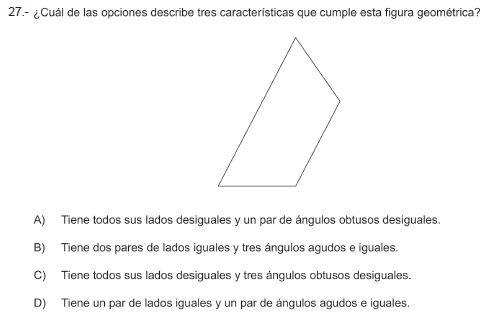 27.- ¿Cuál de las opciones describe tres características que cumple esta figura geométrica?
A) Tiene todos sus lados desiguales y un par de ángulos obtusos desiguales.
B) Tiene dos pares de lados iguales y tres ángulos agudos e iguales.
C) Tiene todos sus lados desiguales y tres ángulos obtusos desiguales.
D) Tiene un par de lados iguales y un par de ángulos agudos e iguales.